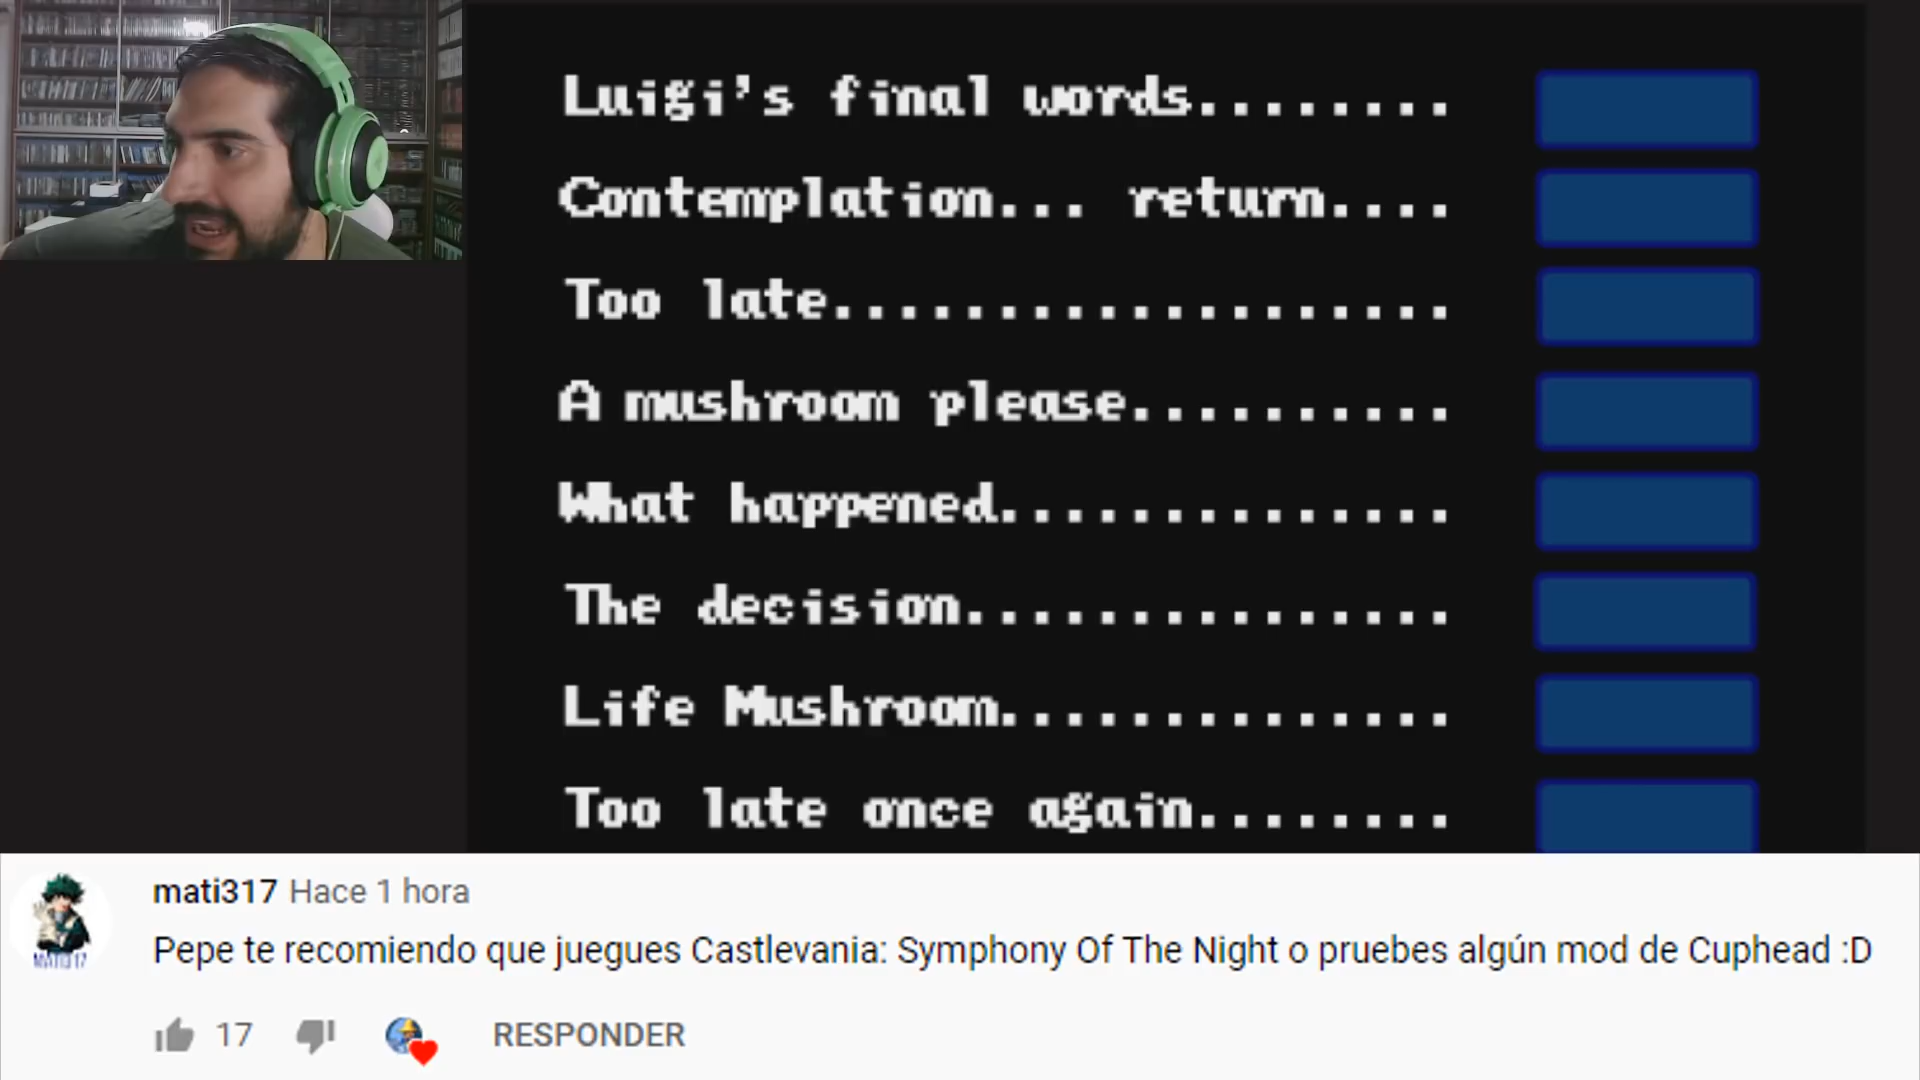 Luigi's final words........
Contemplation... return....
Too late...................
A mushroom please..........
What happened..............
The decision...............
Life Mushroom..............
Too late once again........
mati317 Hace 1 hora
Pepe te recomiendo que juegues Castlevania: Symphony Of The Night o pruebes algún mod de Cuphead :D
MATI317
17
RESPONDER